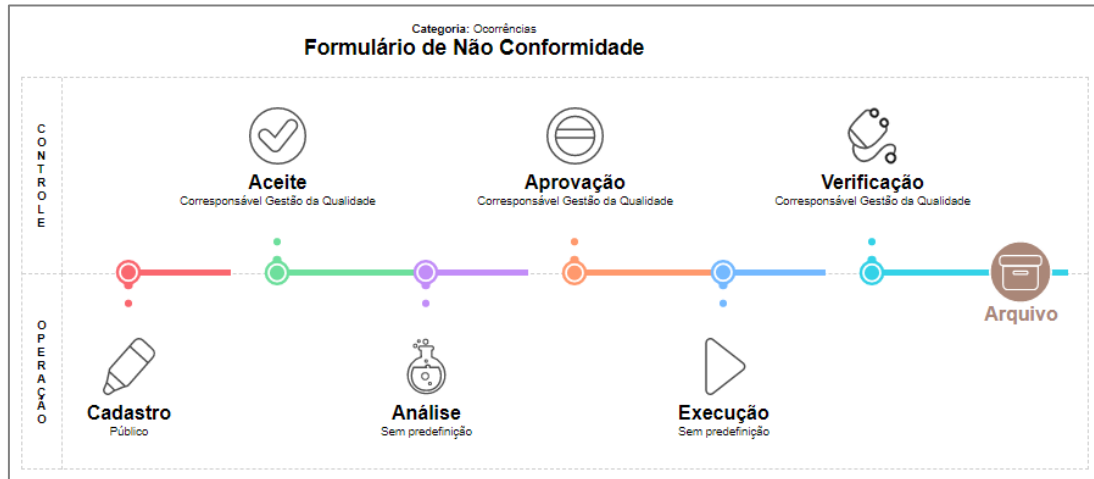 Categoria: Ocorrências
Formulário de Não Conformidade
CONTROLE
Aceite
Corresponsável Gestão da Qualidade
Aprovação
Corresponsável Gestão da Qualidade
Verificação
Corresponsável Gestão da Qualidade
Arquivo
OPERAÇÃO
Cadastro
Público
Análise
Sem predefinição
Execução
Sem predefinição